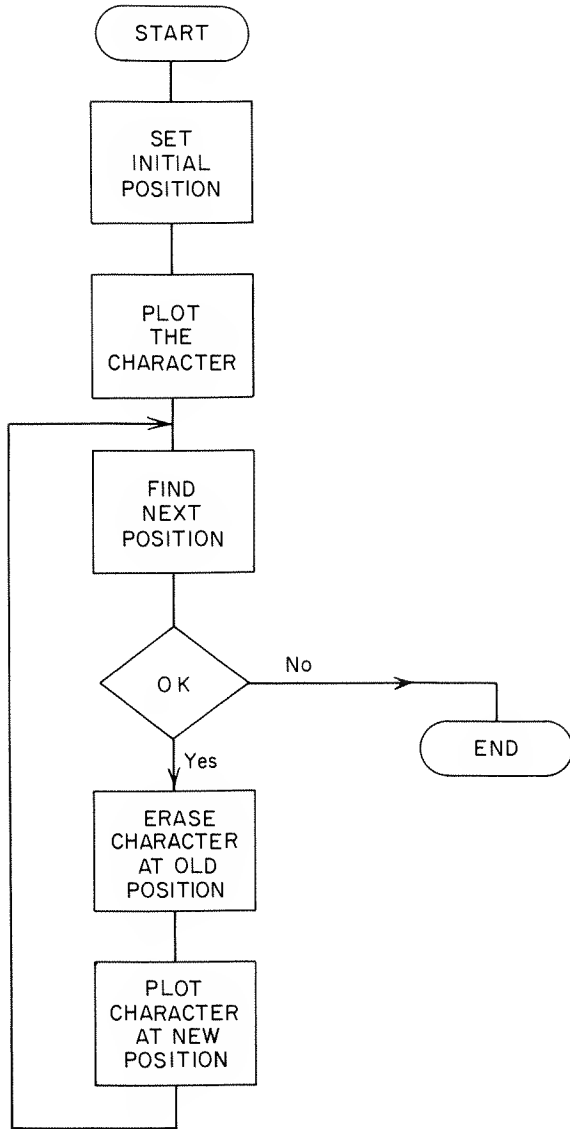 START
SET
INITIAL
POSITION
PLOT
THE
CHARACTER
FIND
NEXT
POSITION
OK
No
END
Yes
ERASE
CHARACTER
AT OLD
POSITION
PLOT
CHARACTER
AT NEW
POSITION